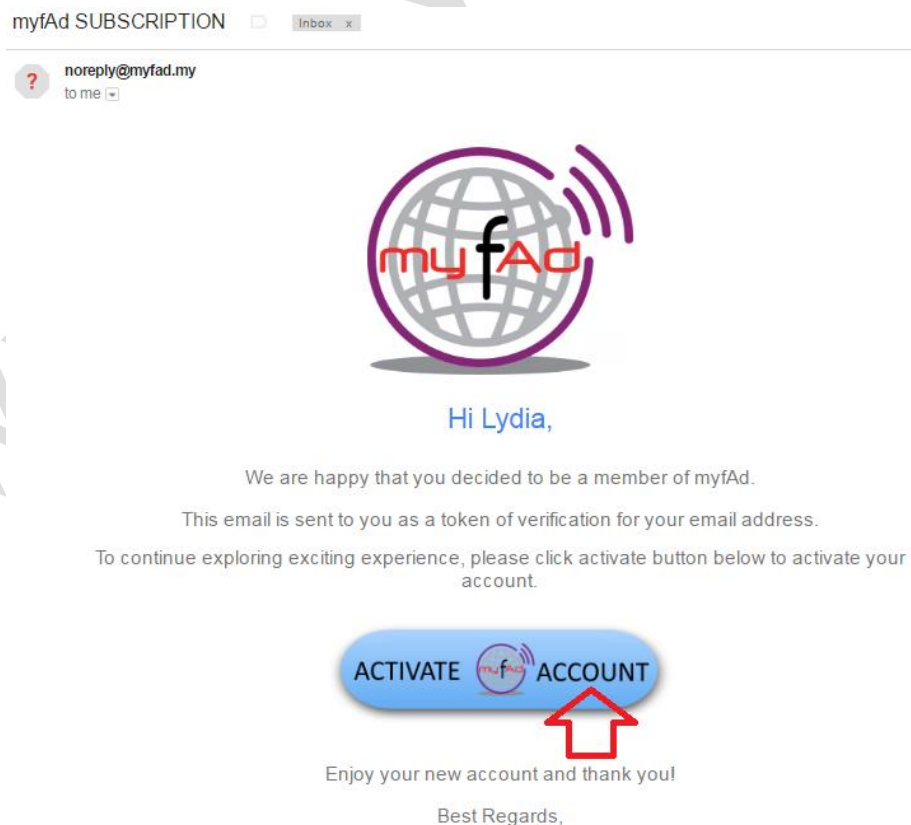 myfAd SUBSCRIPTION
Inbox x
?
noreply@myfad.my
to me
myfAd
Hi Lydia,
We are happy that you decided to be a member of myfAd.
This email is sent to you as a token of verification for your email address.
To continue exploring exciting experience, please click activate button below to activate your
account.
ACTIVATE myfAd ACCOUNT
Enjoy your new account and thank you!
Best Regards,